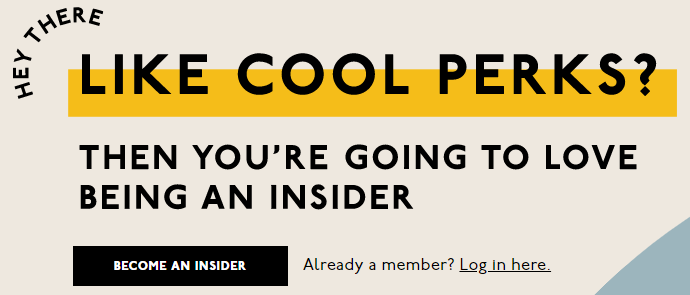 HEY THERE
LIKE COOL PERKS?
THEN YOU'RE GOING TO LOVE
BEING AN INSIDER
BECOME AN INSIDER
Already a member? Log in here.